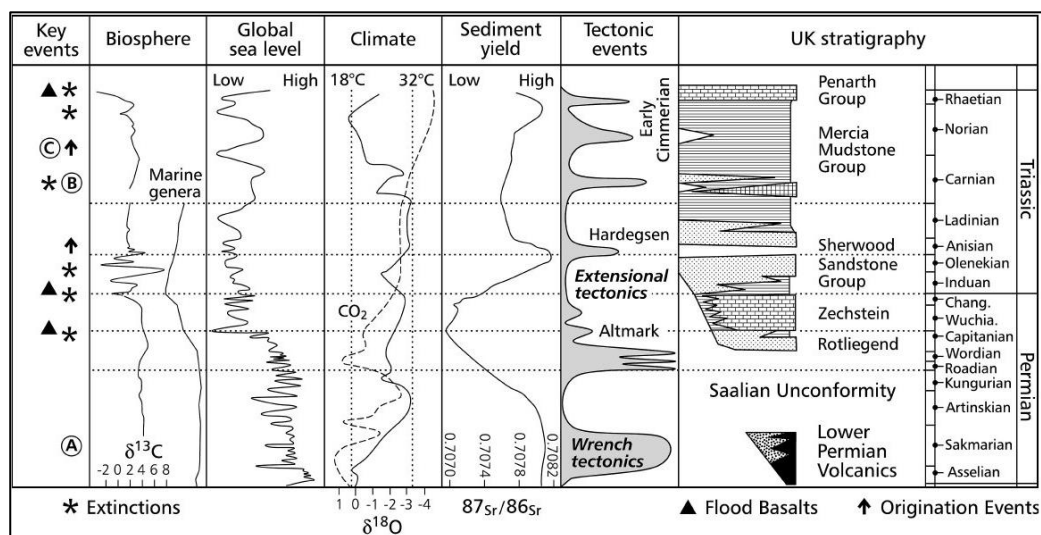 Key events
Biosphere
Global sea level
Climate
Sediment yield
Tectonic events
UK stratigraphy
Low High
18°C 32°C
Low High
Early Cimmerian
Penarth Group
Rhaetian
Norian
Mercia Mudstone Group
Ⓒ
Ⓑ
Marine genera
Carnian
Triassic
Ladinian
Hardegsen
Anisian
Sherwood Sandstone Group
Olenekian
Extensional tectonics
Induan
CO₂
Zechstein
Chang.
Wuchia.
Altmark
Capitanian
Rotliegend
Wordian
Roadian
Kungurian
Permian
Saalian Unconformity
Artinskian
Ⓐ
δ¹³C
-2 0 2 4 6 8
Wrench tectonics
0.7070
0.7074
0.7078
0.7082
Lower Permian Volcanics
Sakmarian
Asselian
* Extinctions
1 0 -1 -2 -3 -4
δ¹⁸O
87Sr/86Sr
▲ Flood Basalts
↑ Origination Events